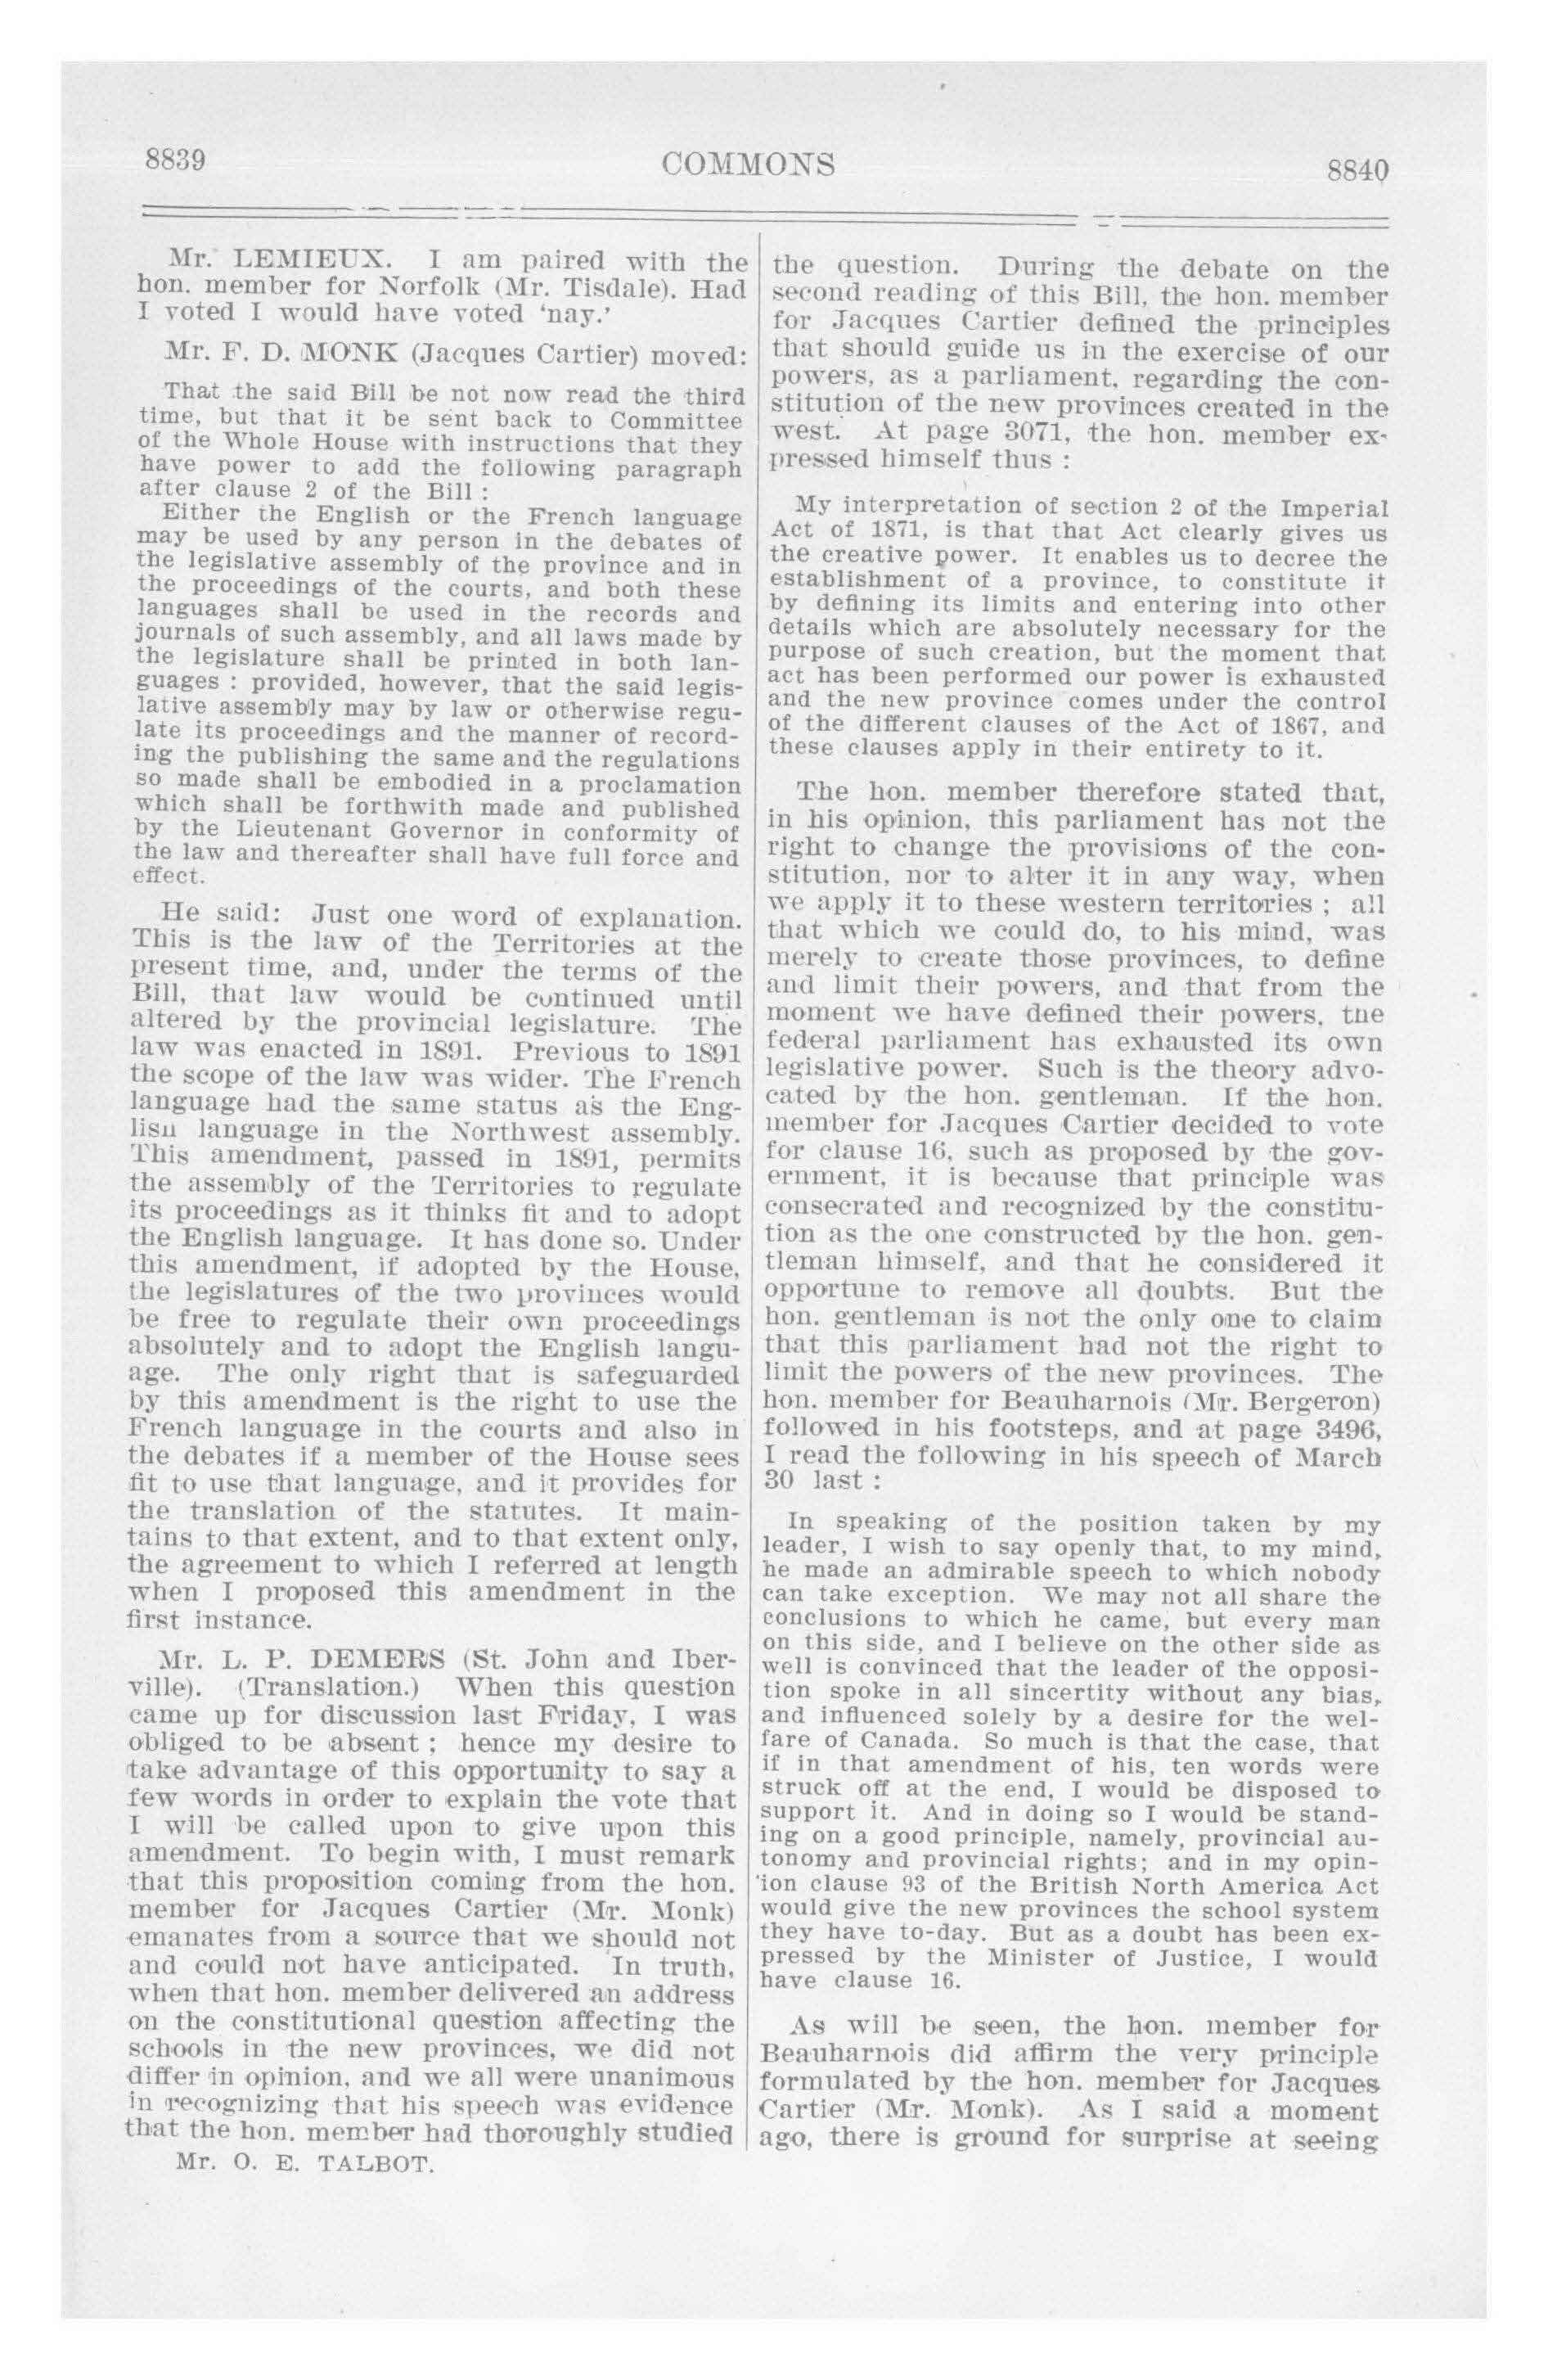 8839
COMMONS
8840
Mr. LEMIEUX. I am paired with the
hon. member for Norfolk (Mr. Tisdale). Had
I voted I would have voted 'nay.'
Mr. F. D. MONK (Jacques Cartier) moved:
That the said Bill be not now read the third
time, but that it be sent back to Committee
of the Whole House with instructions that they
have power to add the following paragraph
after clause 2 of the Bill :
Either the English or the French language
may be used by any person in the debates of
the legislative assembly of the province and in
the proceedings of the courts, and both these
languages shall be used in the records and
journals of such assembly, and all laws made by
the legislature shall be printed in both lan-
guages : provided, however, that the said legis-
lative assembly may by law or otherwise regu-
late its proceedings and the manner of record-
ing the publishing the same and the regulations
so made shall be embodied in a proclamation
which shall be forthwith made and published
by the Lieutenant Governor in conformity of
the law and thereafter shall have full force and
effect.
He said: Just one word of explanation.
This is the law of the Territories at the
present time, and, under the terms of the
Bill, that law would be continued until
altered by the provincial legislature. The
law was enacted in 1891. Previous to 1891
the scope of the law was wider. The French
language had the same status as the Eng-
lish language in the Northwest assembly.
This amendment, passed in 1891, permits
the assembly of the Territories to regulate
its proceedings as it thinks fit and to adopt
the English language. It has done so. Under
this amendment, if adopted by the House,
the legislatures of the two provinces would
be free to regulate their own proceedings
absolutely and to adopt the English langu-
age. The only right that is safeguarded
by this amendment is the right to use the
French language in the courts and also in
the debates if a member of the House sees
fit to use that language, and it provides for
the translation of the statutes. It main-
tains to that extent, and to that extent only,
the agreement to which I referred at length
when I proposed this amendment in the
first instance.
Mr. L. P. DEMERS (St. John and Iber-
ville). (Translation.) When this question
came up for discussion last Friday, I was
obliged to be absent ; hence my desire to
take advantage of this opportunity to say a
few words in order to explain the vote that
I will be called upon to give upon this
amendment. To begin with, I must remark
that this proposition coming from the hon.
member for Jacques Cartier (Mr. Monk)
emanates from a source that we should not
and could not have anticipated. In truth,
when that hon. member delivered an address
on the constitutional question affecting the
schools in the new provinces, we did not
differ in opinion, and we all were unanimous
in recognizing that his speech was evidence
that the hon. member had thoroughly studied
Mr. O. E. TALBOT.
the question. During the debate on the
second reading of this Bill, the hon. member
for Jacques Cartier defined the principles
that should guide us in the exercise of our
powers, as a parliament, regarding the con-
stitution of the new provinces created in the
west. At page 3071, the hon. member ex-
pressed himself thus :
My interpretation of section 2 of the Imperial
Act of 1871, is that that Act clearly gives us
the creative power. It enables us to decree the
establishment of a province, to constitute it
by defining its limits and entering into other
details which are absolutely necessary for the
purpose of such creation, but the moment that
act has been performed our power is exhausted
and the new province comes under the control
of the different clauses of the Act of 1867, and
these clauses apply in their entirety to it.
The hon. member therefore stated that,
in his opinion, this parliament has not the
right to change the provisions of the con-
stitution, nor to alter it in any way, when
we apply it to these western territories ; all
that which we could do, to his mind, was
merely to create those provinces, to define
and limit their powers, and that from the
moment we have defined their powers, the
federal parliament has exhausted its own
legislative power. Such is the theory advo-
cated by the hon. gentleman. If the hon.
member for Jacques Cartier decided to vote
for clause 16, such as proposed by the gov-
ernment, it is because that principle was
consecrated and recognized by the constitu-
tion as the one constructed by the hon. gen-
tleman himself, and that he considered it
opportune to remove all doubts. But the
hon. gentleman is not the only one to claim
that this parliament had not the right to
limit the powers of the new provinces. The
hon. member for Beauharnois (Mr. Bergeron)
followed in his footsteps, and at page 3496,
I read the following in his speech of March
30 last :
In speaking of the position taken by my
leader, I wish to say openly that, to my mind,
he made an admirable speech to which nobody
can take exception. We may not all share the
conclusions to which he came, but every man
on this side, and I believe on the other side as
well is convinced that the leader of the opposi-
tion spoke in all sincertity without any bias,
and influenced solely by a desire for the wel-
fare of Canada. So much is that the case, that
if in that amendment of his, ten words were
struck off at the end, I would be disposed to
support it. And in doing so I would be stand-
ing on a good principle, namely, provincial au-
tonomy and provincial rights; and in my opin-
ion clause 93 of the British North America Act
would give the new provinces the school system
they have to-day. But as a doubt has been ex-
pressed by the Minister of Justice, I would
have clause 16.
As will be seen, the hon. member for
Beauharnois did affirm the very principle
formulated by the hon. member for Jacques
Cartier (Mr. Monk). As I said a moment
ago, there is ground for surprise at seeing